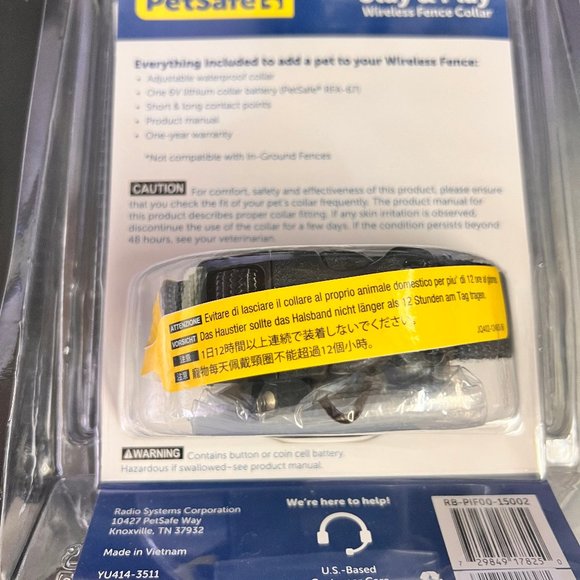 PetSafe
Stay & Play
Wireless Fence Collar
Everything included to add a pet to your Wireless Fence:
• Adjustable waterproof collar
• One 6V lithium collar battery (PetSafe® RFA-67)
• Short & long contact points
• Product manual
• One-year warranty
*Not compatible with In-Ground Fences
CAUTION For comfort, safety and effectiveness of this product, please ensure
that you check the fit of your pet's collar frequently. The product manual for
this product describes proper collar fitting. If any skin irritation is observed,
discontinue the use of the collar for a few days. If the condition persists beyond
48 hours, see your veterinarian.
ATTENZIONE Evitare di lasciare il collare al proprio animale domestico per piu' di 12 ore al giorno.
VORSICHT Das Haustier sollte das Halsband nicht länger als 12 Stunden am Tag tragen.
注意 1日12時間以上連続で装着しないでください。
注意 寵物每天佩戴頸圈不能超過12個小時。
WARNING Contains button or coin cell battery.
Hazardous if swallowed–see product manual.
Radio Systems Corporation
10427 PetSafe Way
Knoxville, TN 37932
Made in Vietnam
YU414-3511
We're here to help!
U.S.-Based
RB-PIF00-15002
7 29849 17825 0